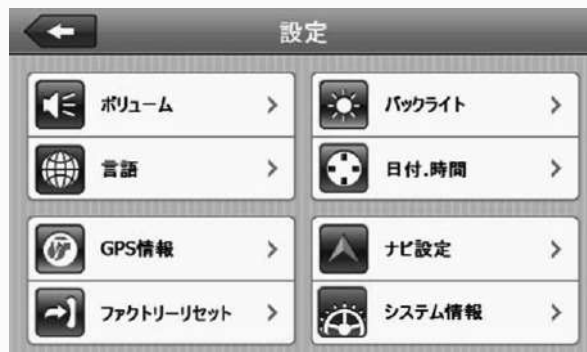 設定
ボリューム
バックライト
言語
日付.時間
GPS情報
ナビ設定
ファクトリーリセット
システム情報